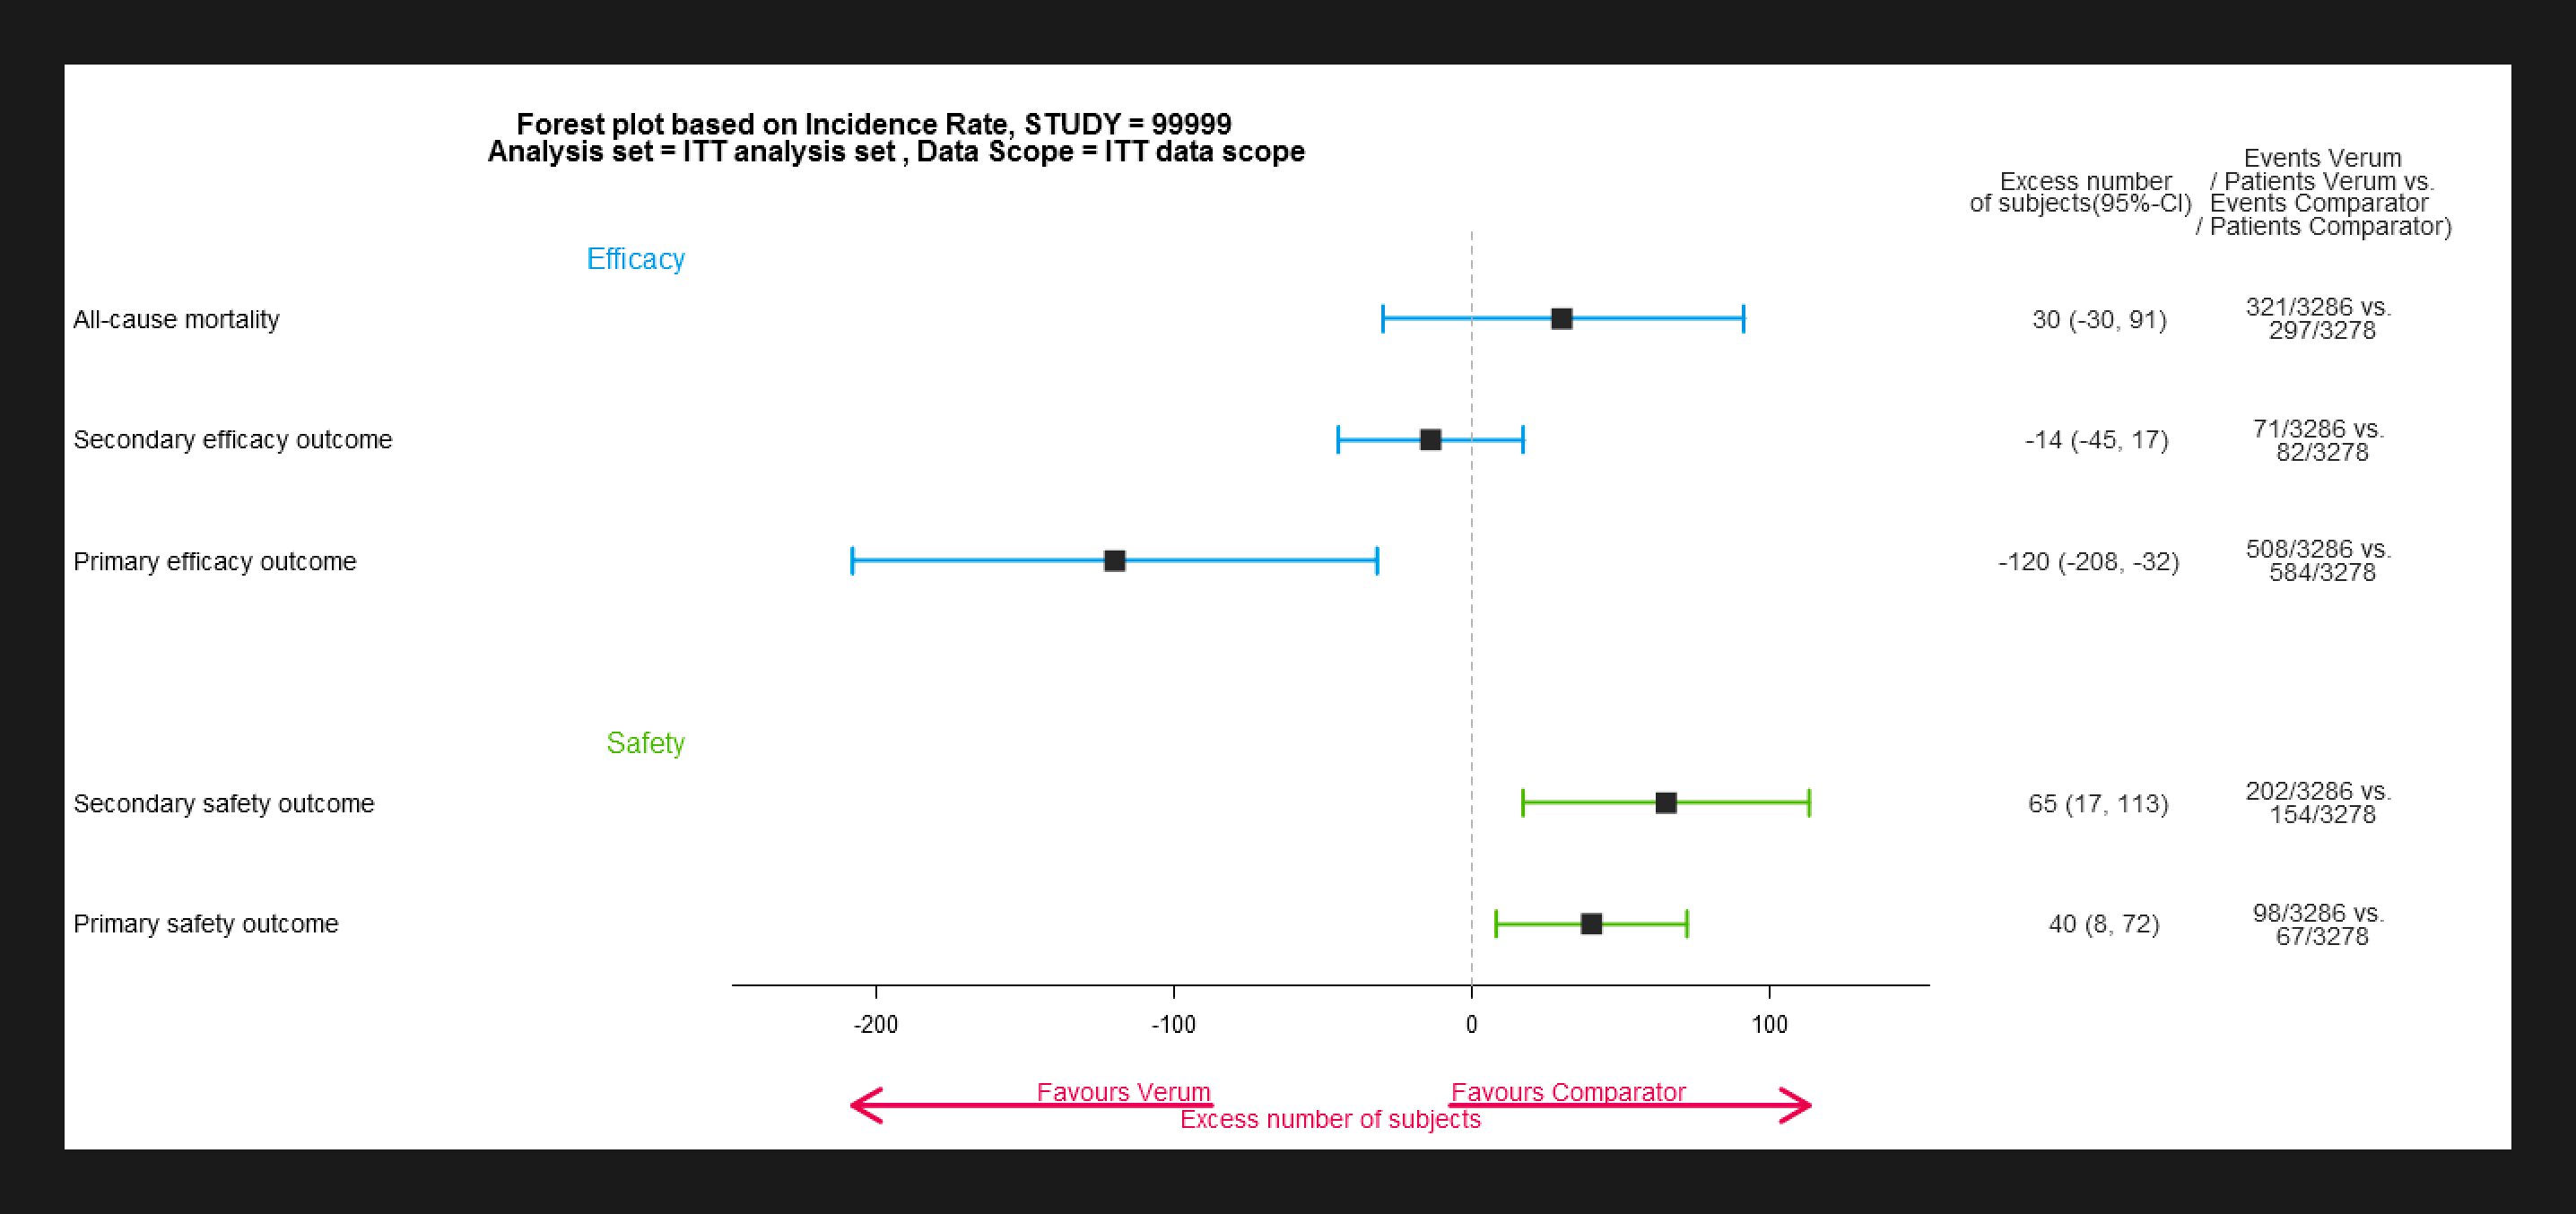 Forest plot based on Incidence Rate, STUDY = 99999
Analysis set = ITT analysis set , Data Scope = ITT data scope
Excess number
of subjects(95%-CI)
Events Verum
/ Patients Verum vs.
Events Comparator
/ Patients Comparator)
Efficacy
All-cause mortality
30 (-30, 91)
321/3286 vs.
297/3278
Secondary efficacy outcome
-14 (-45, 17)
71/3286 vs.
82/3278
Primary efficacy outcome
-120 (-208, -32)
508/3286 vs.
584/3278
Safety
Secondary safety outcome
65 (17, 113)
202/3286 vs.
154/3278
Primary safety outcome
40 (8, 72)
98/3286 vs.
67/3278
-200 -100 0 100
Favours Verum Favours Comparator
Excess number of subjects